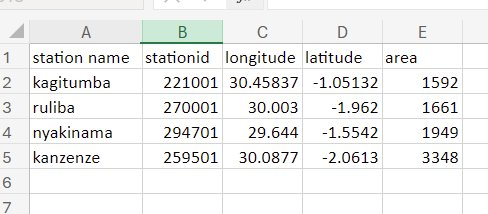 A B C D E
1 station name stationid longitude latitude area
2 kagitumba 221001 30.45837 -1.05132 1592
3 ruliba 270001 30.003 -1.962 1661
4 nyakinama 294701 29.644 -1.5542 1949
5 kanzenze 259501 30.0877 -2.0613 3348
6
7